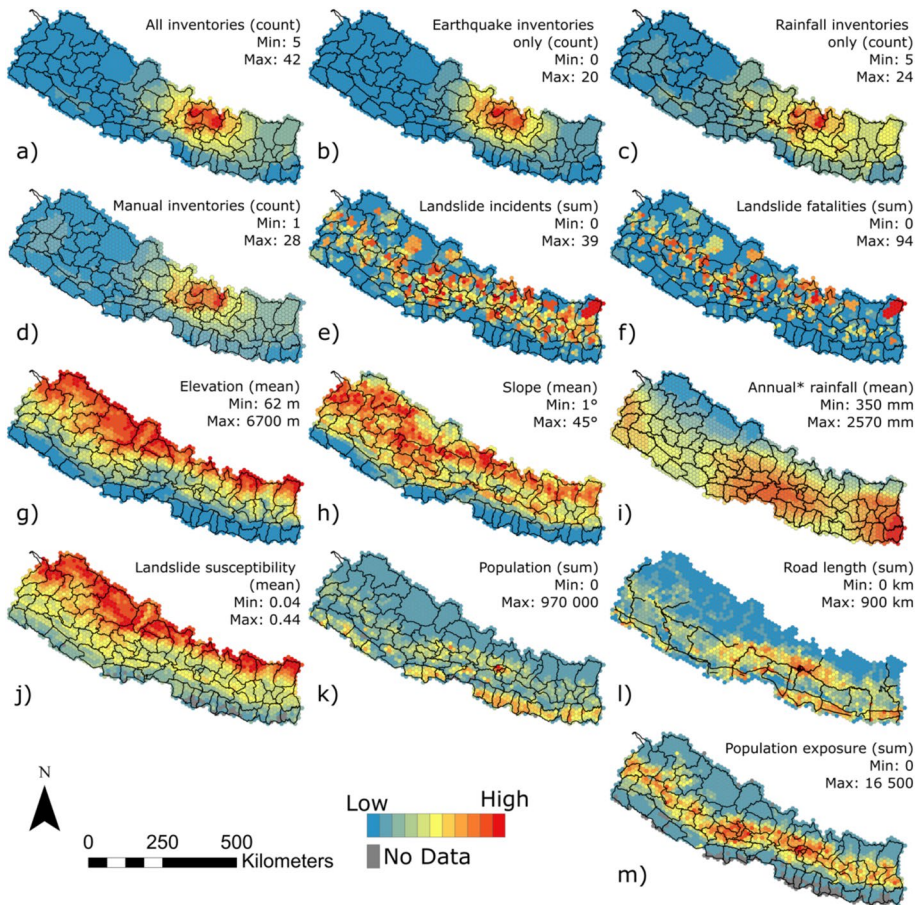 All inventories (count)
Min: 5
Max: 42
a)
Earthquake inventories
only (count)
Min: 0
Max: 20
b)
Rainfall inventories
only (count)
Min: 5
Max: 24
c)
Manual inventories (count)
Min: 1
Max: 28
d)
Landslide incidents (sum)
Min: 0
Max: 39
e)
Landslide fatalities (sum)
Min: 0
Max: 94
f)
Elevation (mean)
Min: 62 m
Max: 6700 m
g)
Slope (mean)
Min: 1°
Max: 45°
h)
Annual* rainfall (mean)
Min: 350 mm
Max: 2570 mm
i)
Landslide susceptibility
(mean)
Min: 0.04
Max: 0.44
j)
Population (sum)
Min: 0
Max: 970 000
k)
Road length (sum)
Min: 0 km
Max: 900 km
l)
Population exposure (sum)
Min: 0
Max: 16 500
m)
N
0 250 500
Kilometers
Low High
No Data